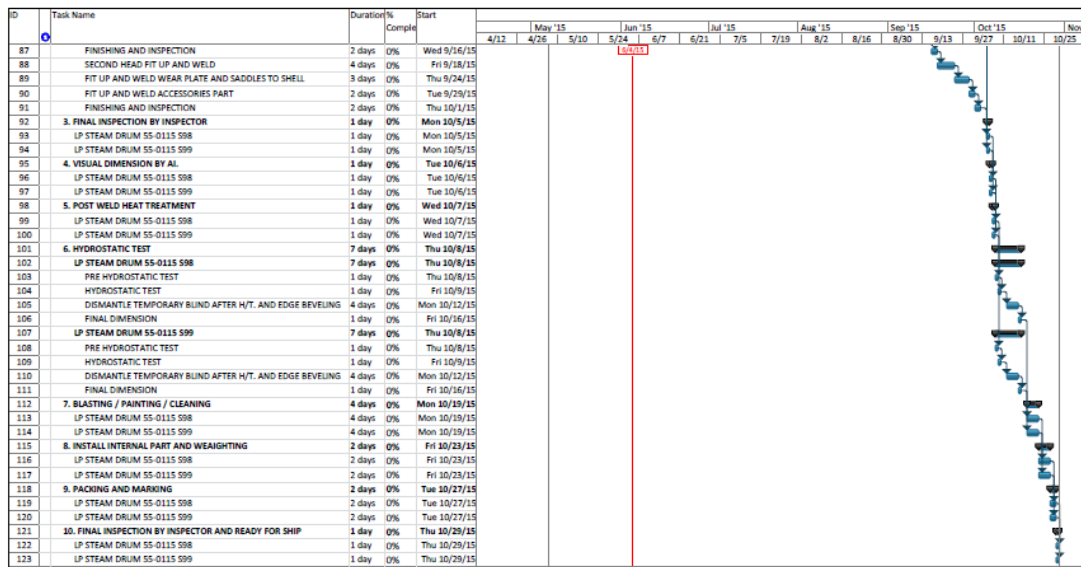 ID Task Name Duration % Comple Start
May '15 Jun '15 Jul '15 Aug '15 Sep '15 Oct '15 Nov
4/12 4/26 5/10 5/24 6/7 6/21 7/5 7/19 8/2 8/16 8/30 9/13 9/27 10/11 10/25
6/4/15
87 FINISHING AND INSPECTION 2 days 0% Wed 9/16/15
88 SECOND HEAD FIT UP AND WELD 4 days 0% Fri 9/18/15
89 FIT UP AND WELD WEAR PLATE AND SADDLES TO SHELL 3 days 0% Thu 9/24/15
90 FIT UP AND WELD ACCESSORIES PART 2 days 0% Tue 9/29/15
91 FINISHING AND INSPECTION 2 days 0% Thu 10/1/15
92 3. FINAL INSPECTION BY INSPECTOR 1 day 0% Mon 10/5/15
93 LP STEAM DRUM 55-0115 S98 1 day 0% Mon 10/5/15
94 LP STEAM DRUM 55-0115 S99 1 day 0% Mon 10/5/15
95 4. VISUAL DIMENSION BY AI. 1 day 0% Tue 10/6/15
96 LP STEAM DRUM 55-0115 S98 1 day 0% Tue 10/6/15
97 LP STEAM DRUM 55-0115 S99 1 day 0% Tue 10/6/15
98 5. POST WELD HEAT TREATMENT 1 day 0% Wed 10/7/15
99 LP STEAM DRUM 55-0115 S98 1 day 0% Wed 10/7/15
100 LP STEAM DRUM 55-0115 S99 1 day 0% Wed 10/7/15
101 6. HYDROSTATIC TEST 7 days 0% Thu 10/8/15
102 LP STEAM DRUM 55-0115 S98 7 days 0% Thu 10/8/15
103 PRE HYDROSTATIC TEST 1 day 0% Thu 10/8/15
104 HYDROSTATIC TEST 1 day 0% Fri 10/9/15
105 DISMANTLE TEMPORARY BLIND AFTER H/T. AND EDGE BEVELING 4 days 0% Mon 10/12/15
106 FINAL DIMENSION 1 day 0% Fri 10/16/15
107 LP STEAM DRUM 55-0115 S99 7 days 0% Thu 10/8/15
108 PRE HYDROSTATIC TEST 1 day 0% Thu 10/8/15
109 HYDROSTATIC TEST 1 day 0% Fri 10/9/15
110 DISMANTLE TEMPORARY BLIND AFTER H/T. AND EDGE BEVELING 4 days 0% Mon 10/12/15
111 FINAL DIMENSION 1 day 0% Fri 10/16/15
112 7. BLASTING / PAINTING / CLEANING 4 days 0% Mon 10/19/15
113 LP STEAM DRUM 55-0115 S98 4 days 0% Mon 10/19/15
114 LP STEAM DRUM 55-0115 S99 4 days 0% Mon 10/19/15
115 8. INSTALL INTERNAL PART AND WEAIGHTING 2 days 0% Fri 10/23/15
116 LP STEAM DRUM 55-0115 S98 2 days 0% Fri 10/23/15
117 LP STEAM DRUM 55-0115 S99 2 days 0% Fri 10/23/15
118 9. PACKING AND MARKING 2 days 0% Tue 10/27/15
119 LP STEAM DRUM 55-0115 S98 2 days 0% Tue 10/27/15
120 LP STEAM DRUM 55-0115 S99 2 days 0% Tue 10/27/15
121 10. FINAL INSPECTION BY INSPECTOR AND READY FOR SHIP 1 day 0% Thu 10/29/15
122 LP STEAM DRUM 55-0115 S98 1 day 0% Thu 10/29/15
123 LP STEAM DRUM 55-0115 S99 1 day 0% Thu 10/29/15